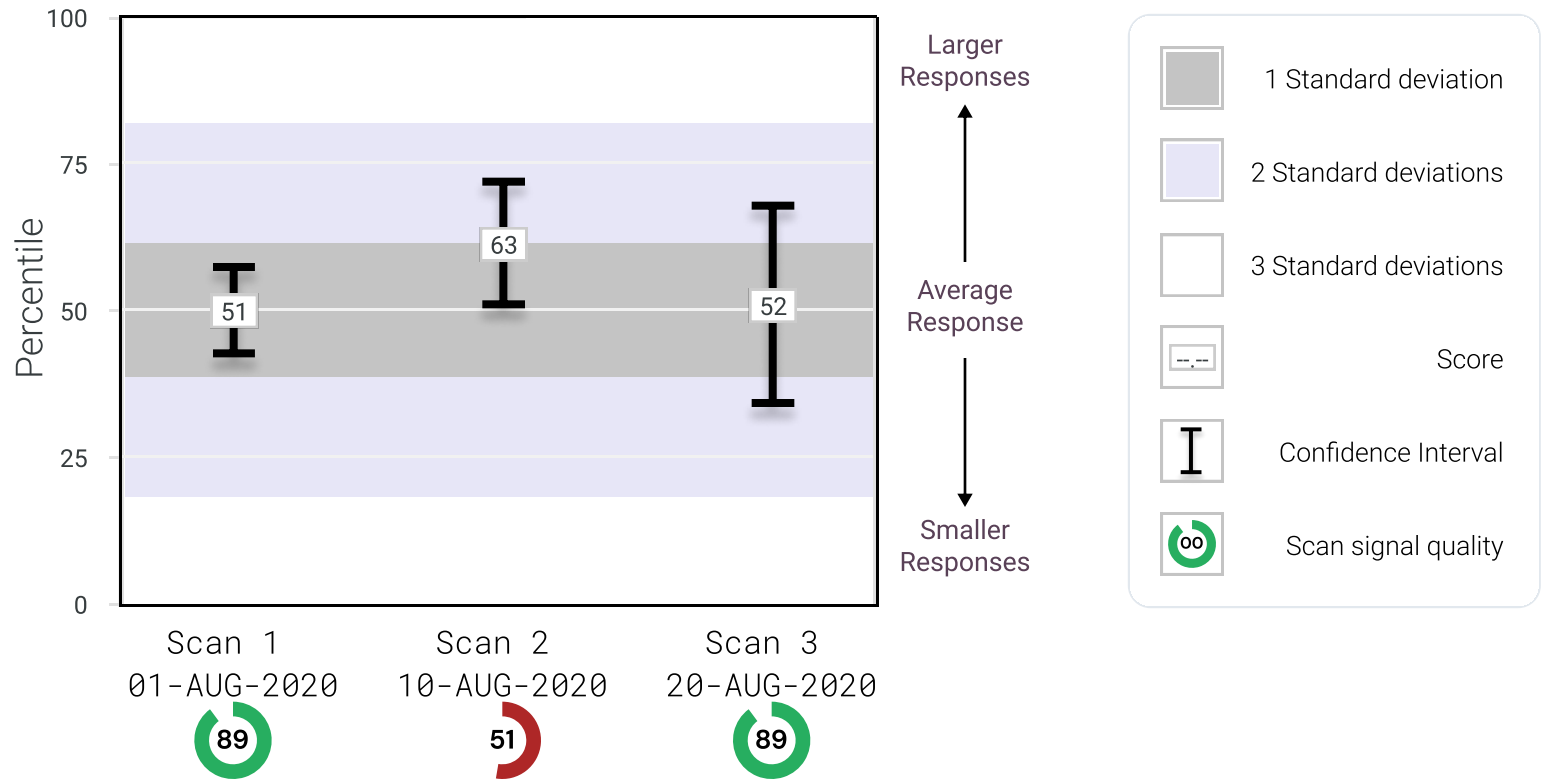 100
75
50
25
0
Percentile
51
63
52
Scan 1
01-AUG-2020
89
Scan 2
10-AUG-2020
51
Scan 3
20-AUG-2020
89
Larger
Responses
Average
Response
Smaller
Responses
1 Standard deviation
2 Standard deviations
3 Standard deviations
--.--
Score
Confidence Interval
00
Scan signal quality